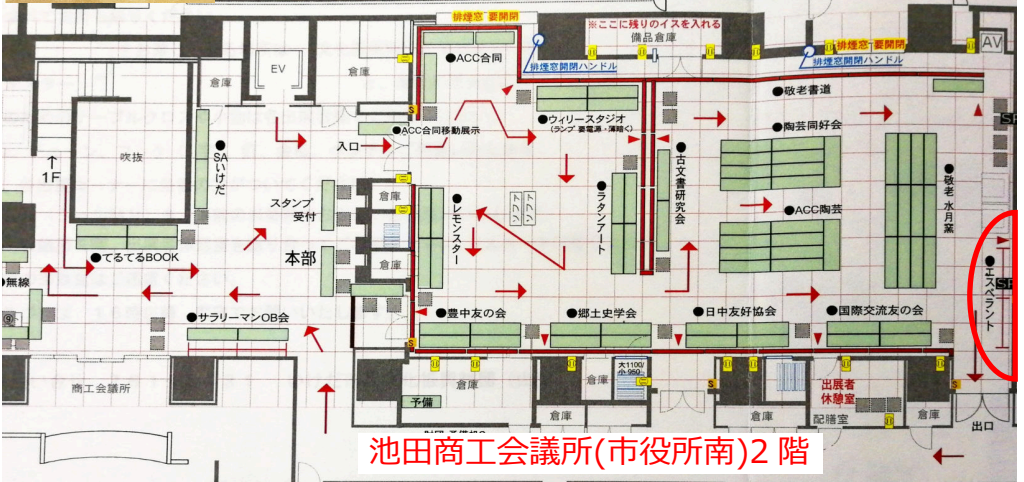 排煙窓 要開閉
※ここに残りのイスを入れる
備品倉庫
排煙窓開閉ハンドル
排煙窓 要開閉
排煙窓開閉ハンドル
AV
倉庫
EV
倉庫
●ACC合同
●敬老書道
●ウィリースタジオ
(ランプ 要電源・薄暗く)
●陶芸同好会
●ACC合同移動展示
入口
吹抜
↑
1F
●SAいけだ
スタンプ
受付
倉庫
●レモンスター
ソファ
ソファ
●ラタンアート
●古文書研究会
●ACC陶芸
●敬老 水月窯
●エスペラント
本部
倉庫
●てるてるBOOK
●無線
⑨
●サラリーマンOB会
●豊中友の会
●郷土史学会
●日中友好協会
●国際交流友の会
商工会議所
倉庫
予備
倉庫
大1100/
小950
倉庫
倉庫
出展者
休憩室
配膳室
倉庫
出口
池田商工会議所(市役所南)2 階